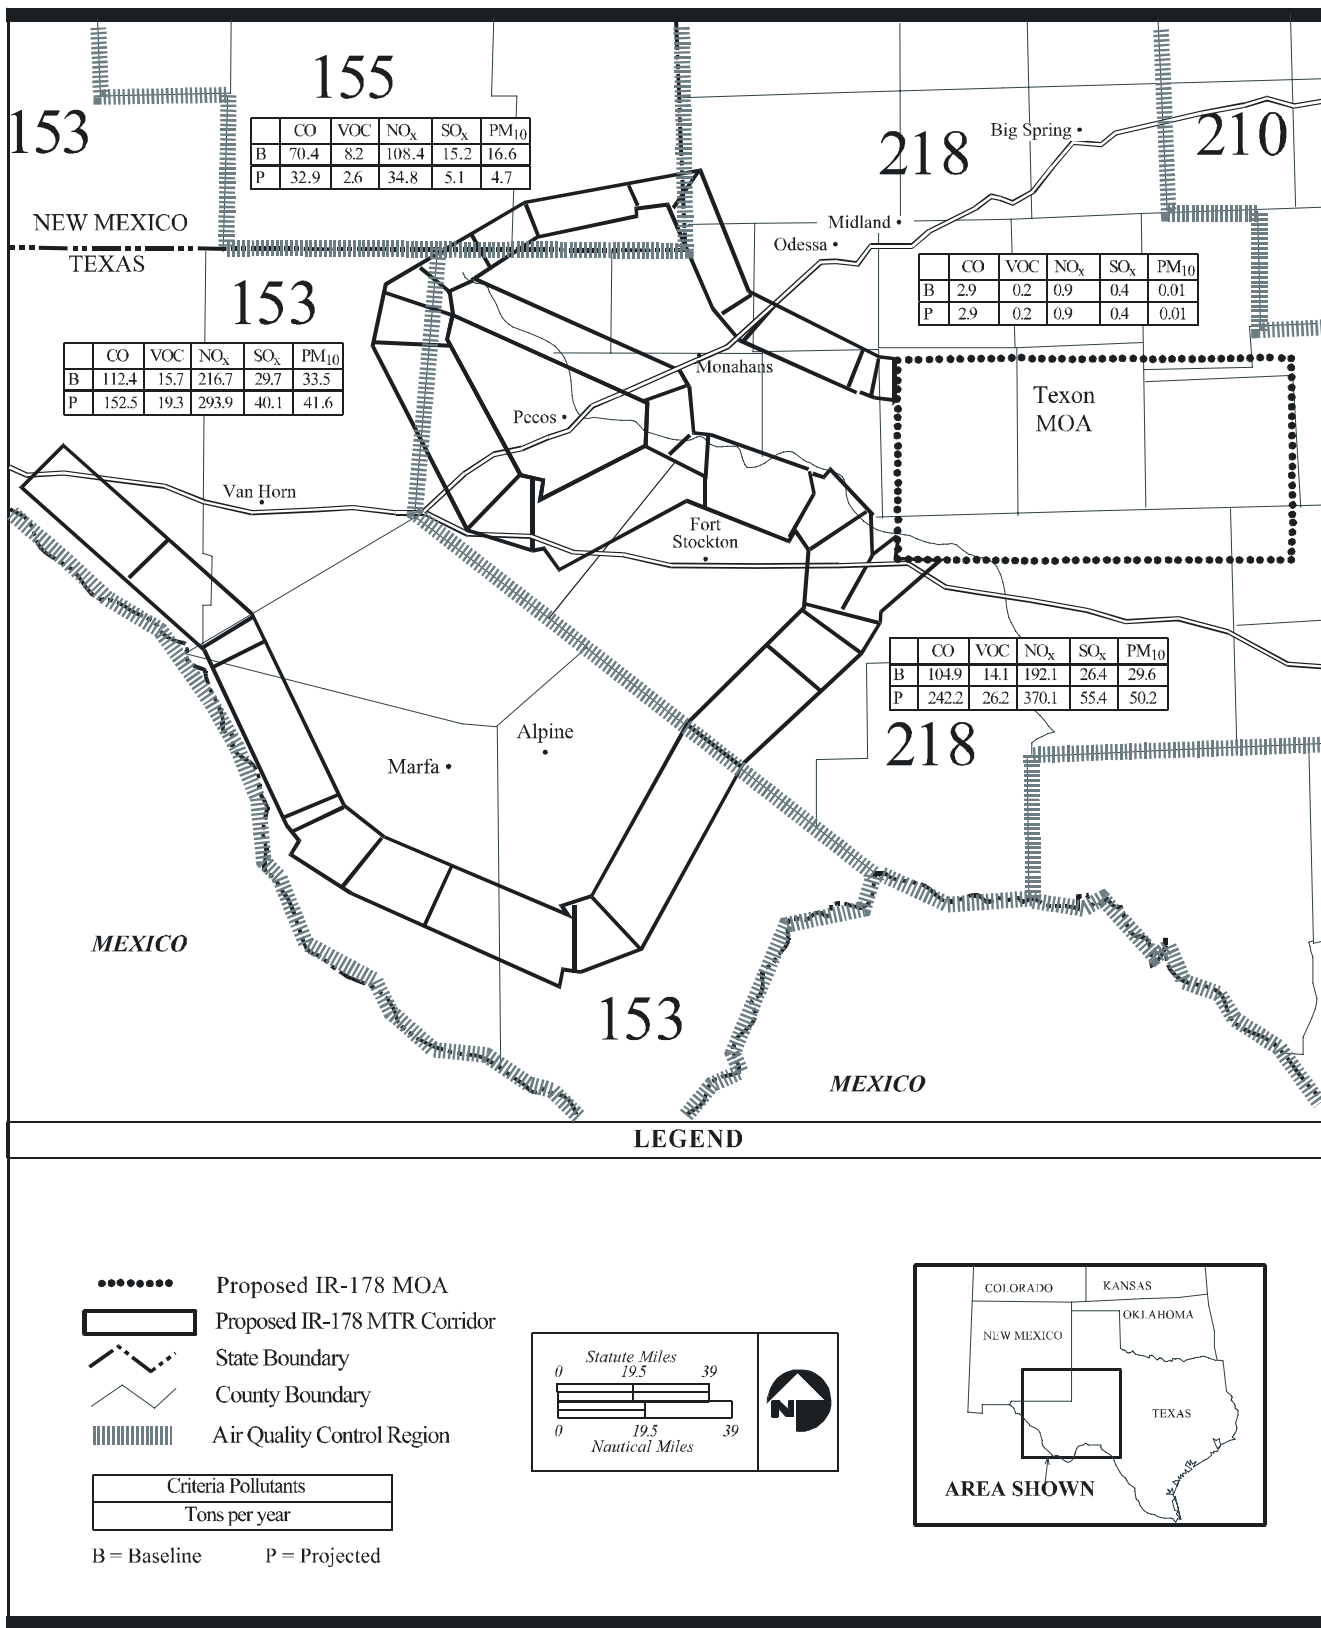 155
153
CO VOC NOx SOx PM10
B 70.4 8.2 108.4 15.2 16.6
P 32.9 2.6 34.8 5.1 4.7
218
Big Spring
210
NEW MEXICO
TEXAS
Midland
Odessa
153
CO VOC NOx SOx PM10
B 2.9 0.2 0.9 0.4 0.01
P 2.9 0.2 0.9 0.4 0.01
CO VOC NOx SOx PM10
B 112.4 15.7 216.7 29.7 33.5
P 152.5 19.3 293.9 40.1 41.6
Monahans
Texon
MOA
Pecos
Van Horn
Fort
Stockton
CO VOC NOx SOx PM10
B 104.9 14.1 192.1 26.4 29.6
P 242.2 26.2 370.1 55.4 50.2
218
Alpine
Marfa
MEXICO
153
MEXICO
LEGEND
Proposed IR-178 MOA
Proposed IR-178 MTR Corridor
State Boundary
County Boundary
Air Quality Control Region
Criteria Pollutants
Tons per year
B = Baseline P = Projected
Statute Miles
0 19.5 39
0 19.5 39
Nautical Miles
N
COLORADO KANSAS
OKLAHOMA
NEW MEXICO
TEXAS
AREA SHOWN